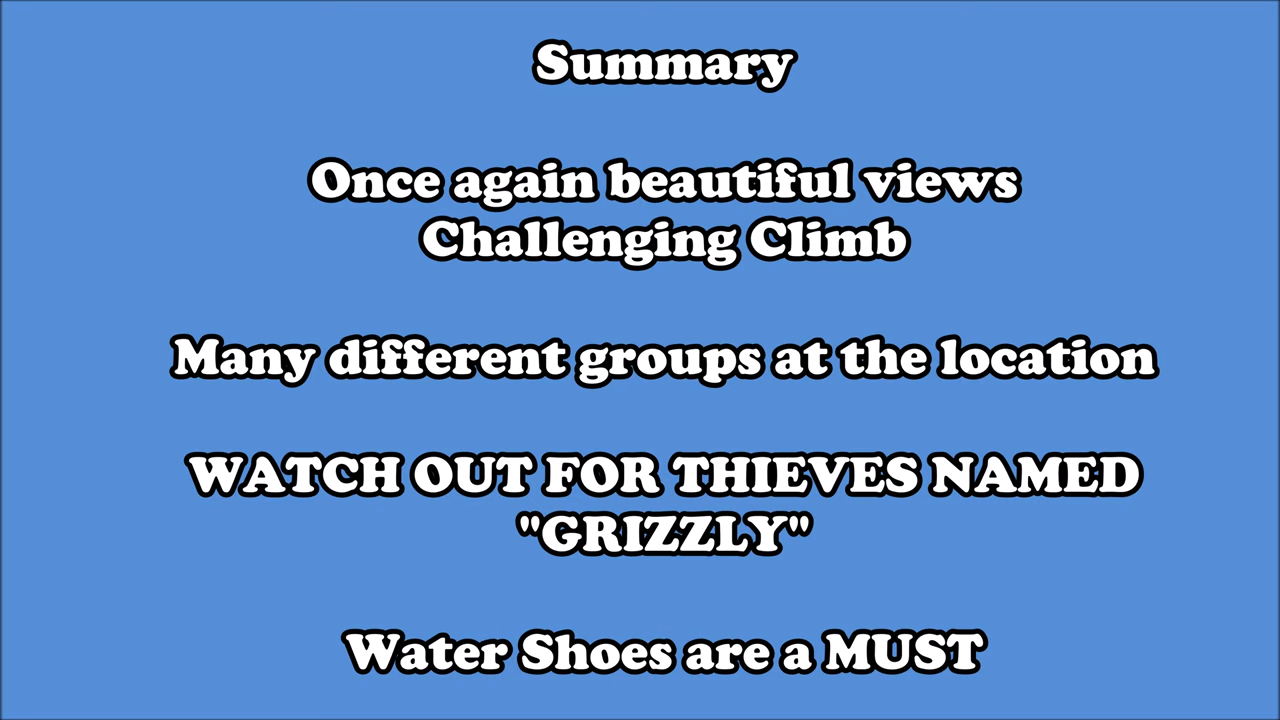 Summary
Once again beautiful views
Challenging Climb
Many different groups at the location
WATCH OUT FOR THIEVES NAMED
"GRIZZLY"
Water Shoes are a MUST